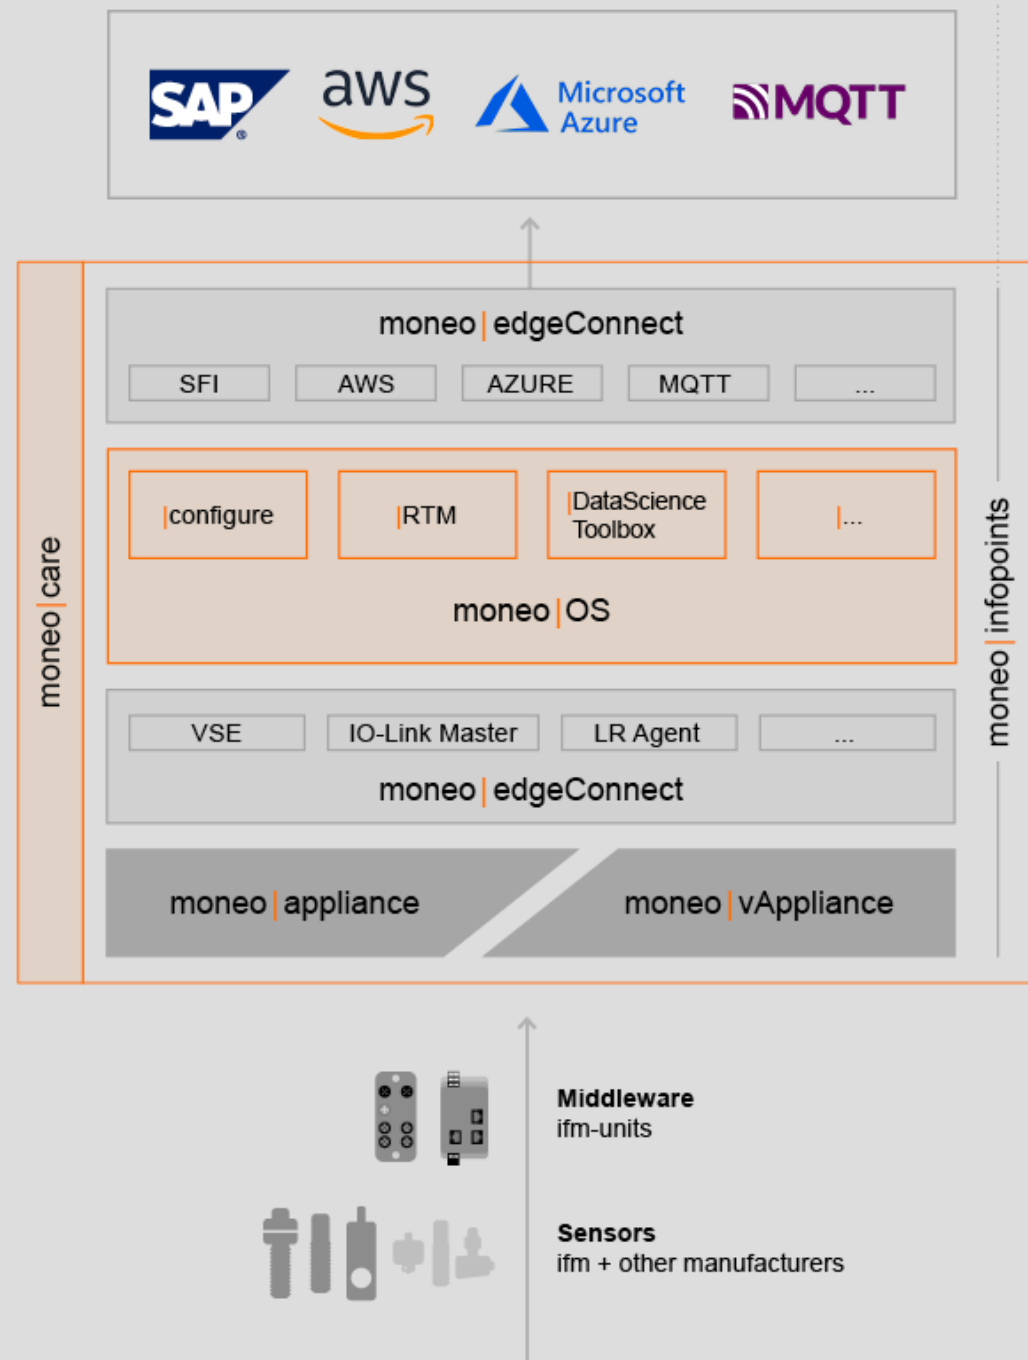 SAP®
aws
Microsoft
Azure
MQTT
moneo|edgeConnect
SFI
AWS
AZURE
MQTT
...
|configure
|RTM
|DataScience
Toolbox
|...
moneo|OS
VSE
IO-Link Master
LR Agent
...
moneo|edgeConnect
moneo|appliance
moneo|vAppliance
moneo|care
moneo|infopoints
Middleware
ifm-units
Sensors
ifm + other manufacturers